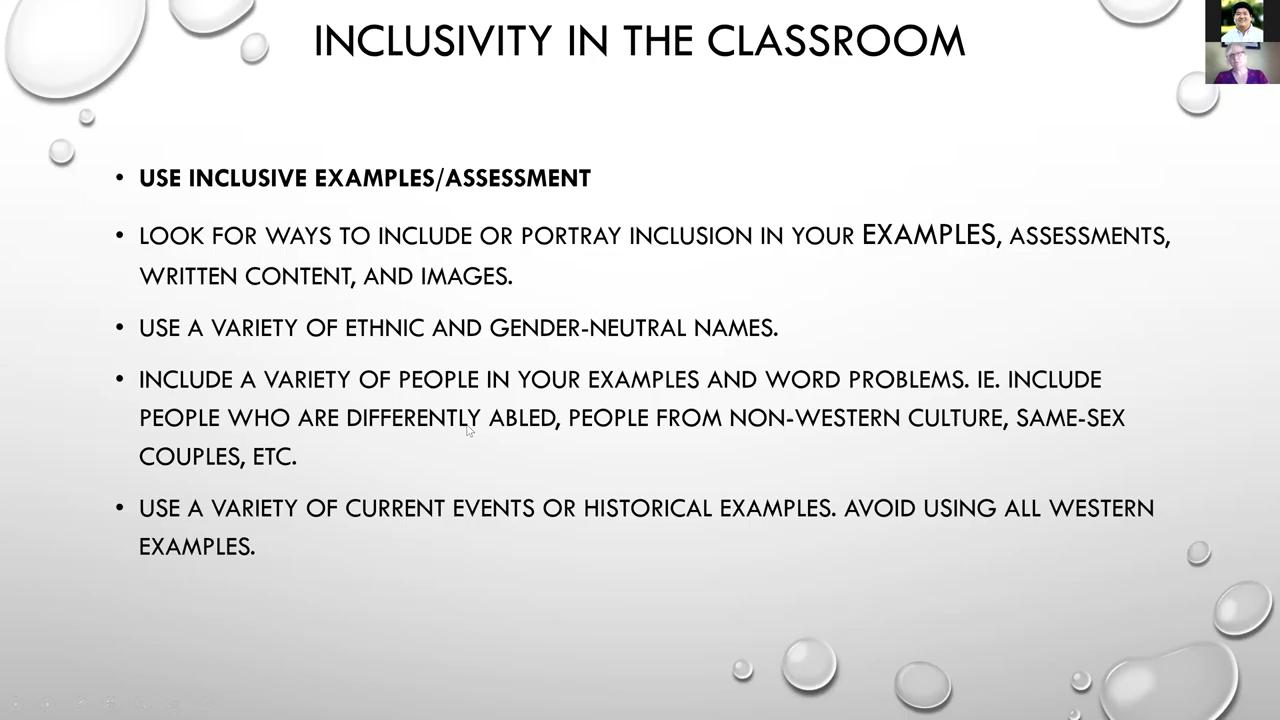 INCLUSIVITY IN THE CLASSROOM
• USE INCLUSIVE EXAMPLES/ASSESSMENT
• LOOK FOR WAYS TO INCLUDE OR PORTRAY INCLUSION IN YOUR EXAMPLES, ASSESSMENTS,
WRITTEN CONTENT, AND IMAGES.
• USE A VARIETY OF ETHNIC AND GENDER-NEUTRAL NAMES.
• INCLUDE A VARIETY OF PEOPLE IN YOUR EXAMPLES AND WORD PROBLEMS. IE. INCLUDE
PEOPLE WHO ARE DIFFERENTLY ABLED, PEOPLE FROM NON-WESTERN CULTURE, SAME-SEX
COUPLES, ETC.
• USE A VARIETY OF CURRENT EVENTS OR HISTORICAL EXAMPLES. AVOID USING ALL WESTERN
EXAMPLES.